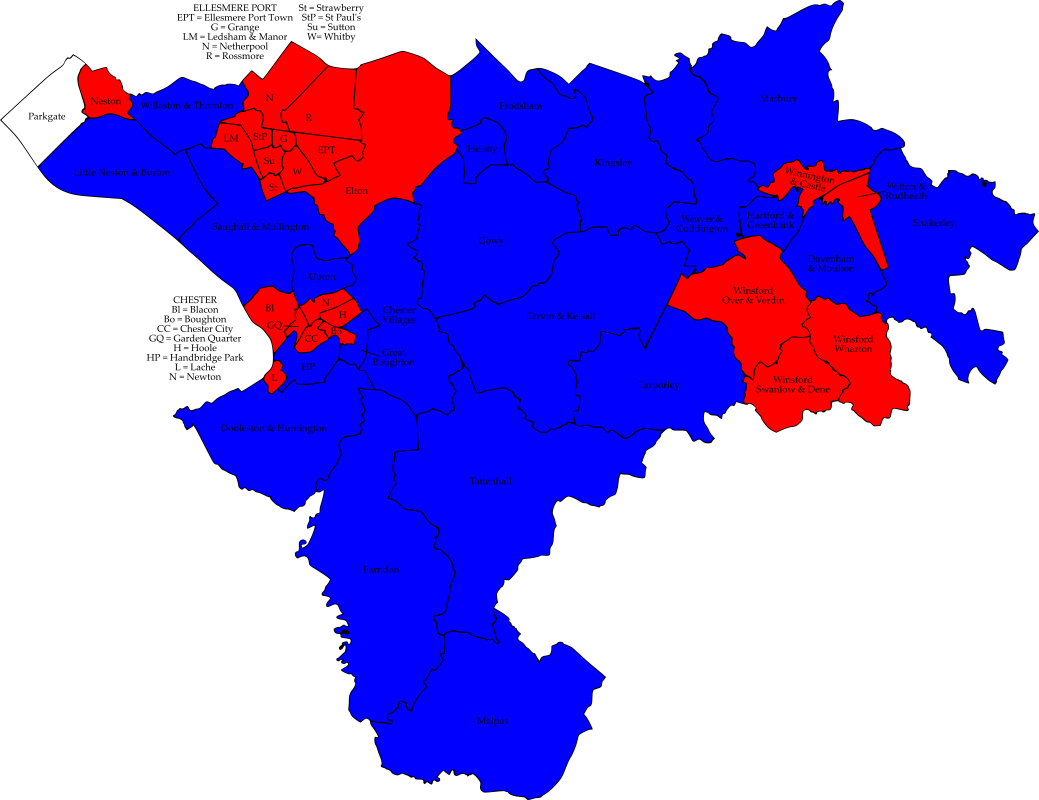 ELLESMERE PORT
EPT = Ellesmere Port Town
G = Grange
LM = Ledsham & Manor
N = Netherpool
R = Rossmore
St = Strawberry
StP = St Paul's
Su = Sutton
W= Whitby
Parkgate
Neston
Willaston & Thornton
Little Neston & Burton
N
R
LM
StP
G
EPT
Su
W
St
Elton
Frodsham
Helsby
Kingsley
Marbury
Winnington
& Castle
Witton &
Rudheath
Shakerley
Hartford &
Greenbank
Weaver &
Cuddington
Davenham
& Moulton
Saughall & Mollington
Gowy
Upton
CHESTER
Bl = Blacon
Bo = Boughton
CC = Chester City
GQ = Garden Quarter
H = Hoole
HP = Handbridge Park
L = Lache
N = Newton
Bl
N
H
GQ
Bo
CC
HP
L
Chester
Villages
Great
Boughton
Tarvin & Kelsall
Winsford
Over & Verdin
Winsford
Wharton
Winsford
Swanlow & Dene
Tarporley
Dodleston & Huntington
Tattenhall
Farndon
Malpas